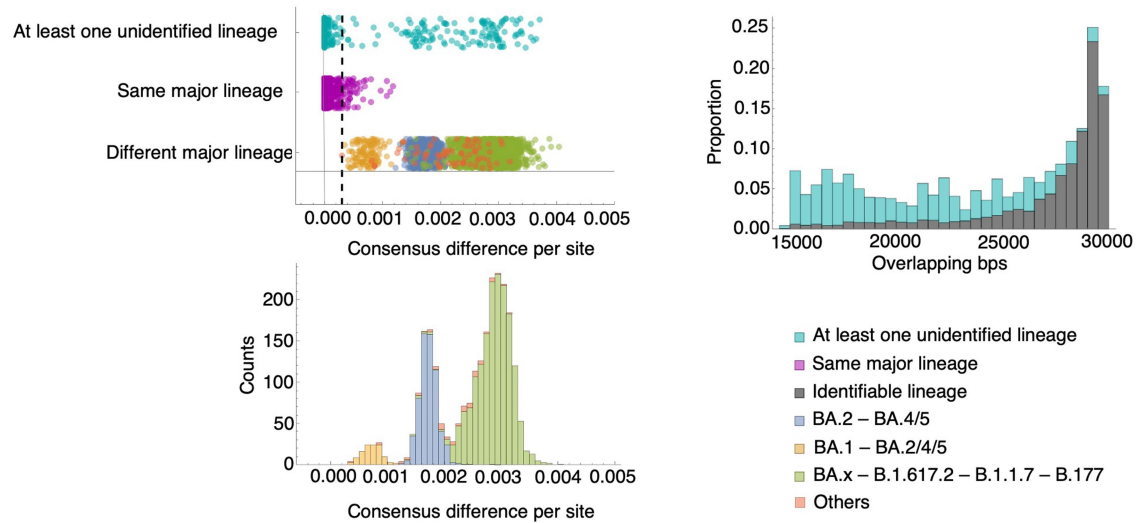 At least one unidentified lineage
Same major lineage
Different major lineage
0.000 0.001 0.002 0.003 0.004 0.005
Consensus difference per site
Proportion
0.25
0.20
0.15
0.10
0.05
0.00
15000 20000 25000 30000
Overlapping bps
Counts
200
150
100
50
0
0.000 0.001 0.002 0.003 0.004 0.005
Consensus difference per site
At least one unidentified lineage
Same major lineage
Identifiable lineage
BA.2 – BA.4/5
BA.1 – BA.2/4/5
BA.x – B.1.617.2 – B.1.1.7 – B.177
Others